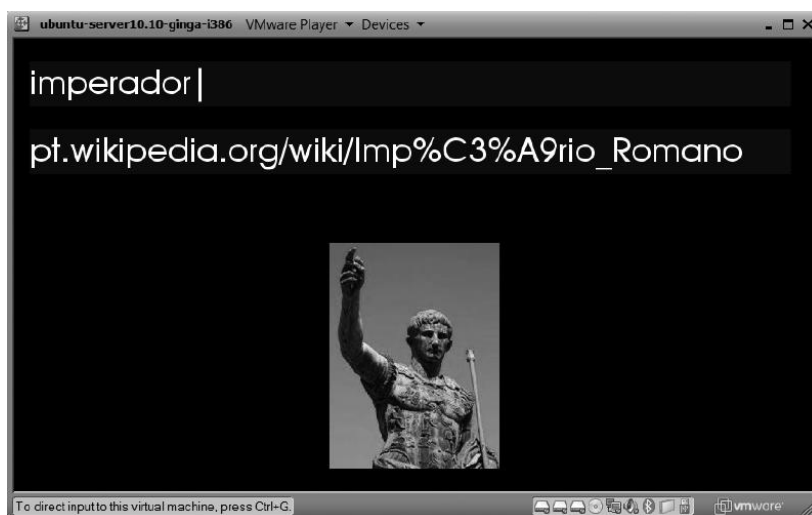 ubuntu-server10.10-ginga-i386 VMware Player Devices
imperador
pt.wikipedia.org/wiki/Imp%C3%A9rio_Romano
To direct input to this virtual machine, press Ctrl+G.
vmware